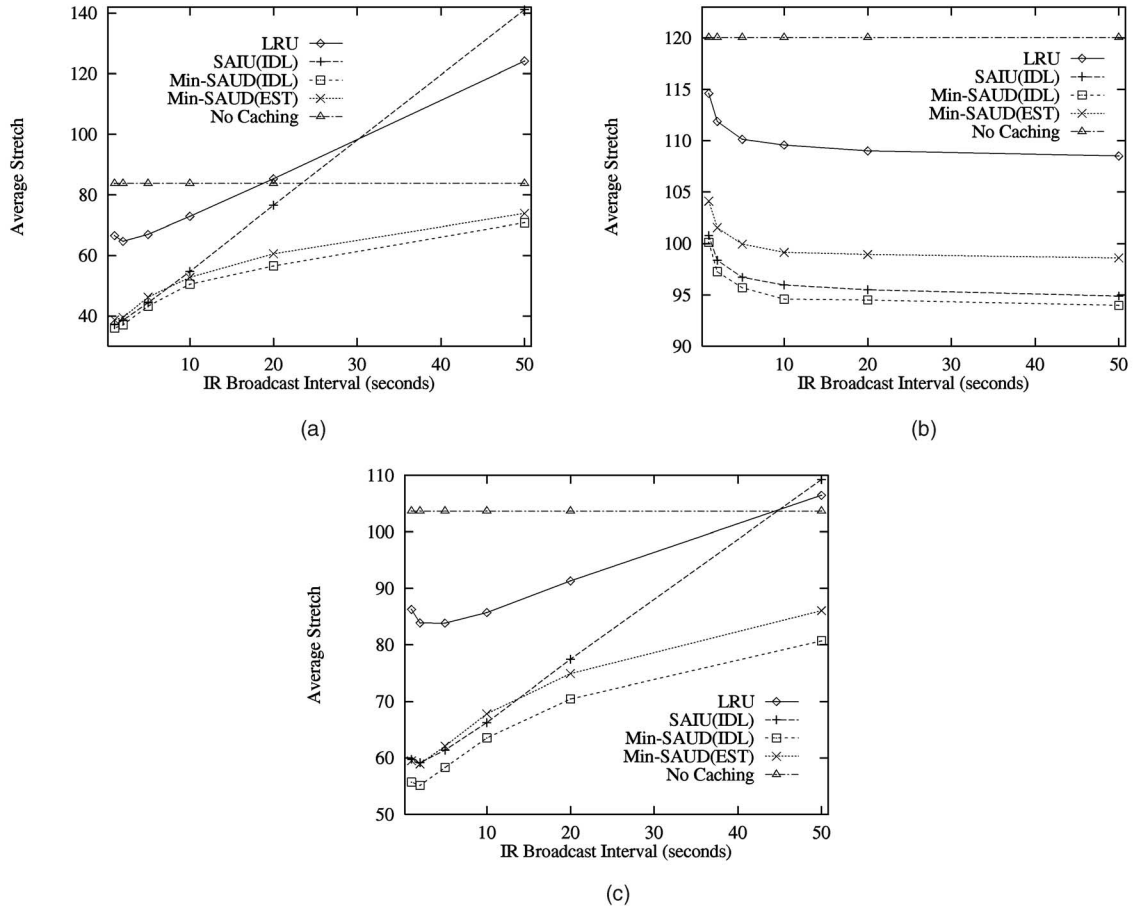 140
120
100
80
60
40
Average Stretch
LRU
SAIU(IDL)
Min-SAUD(IDL)
Min-SAUD(EST)
No Caching
10
20
30
40
50
IR Broadcast Interval (seconds)
(a)
120
115
110
105
100
95
90
Average Stretch
LRU
SAIU(IDL)
Min-SAUD(IDL)
Min-SAUD(EST)
No Caching
10
20
30
40
50
IR Broadcast Interval (seconds)
(b)
110
100
90
80
70
60
50
Average Stretch
LRU
SAIU(IDL)
Min-SAUD(IDL)
Min-SAUD(EST)
No Caching
10
20
30
40
50
IR Broadcast Interval (seconds)
(c)